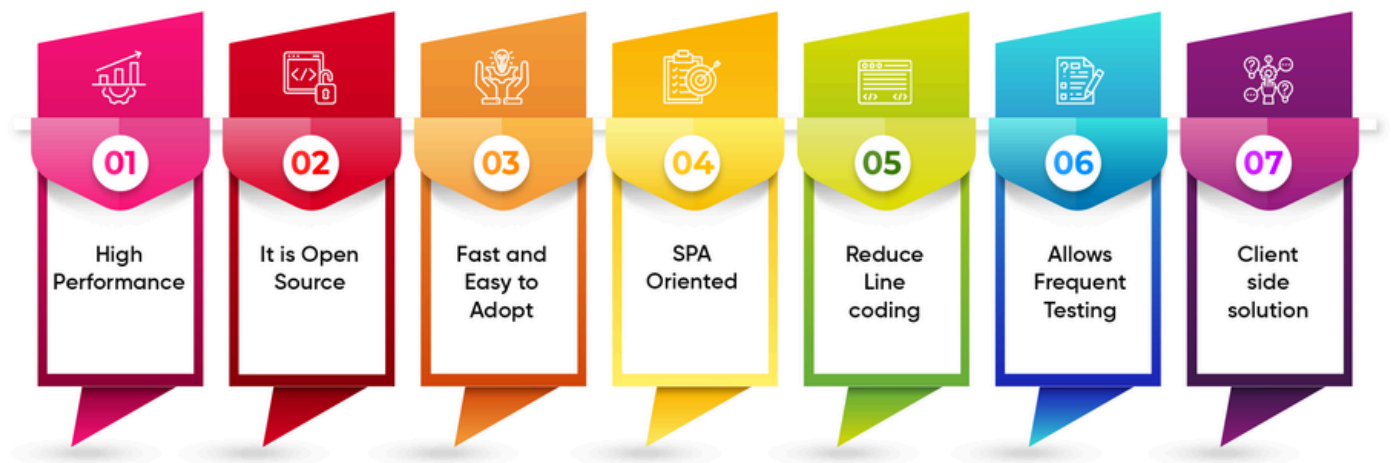 01
High
Performance
02
It is Open
Source
03
Fast and
Easy to
Adopt
04
SPA
Oriented
05
Reduce
Line
coding
06
Allows
Frequent
Testing
07
Client
side
solution